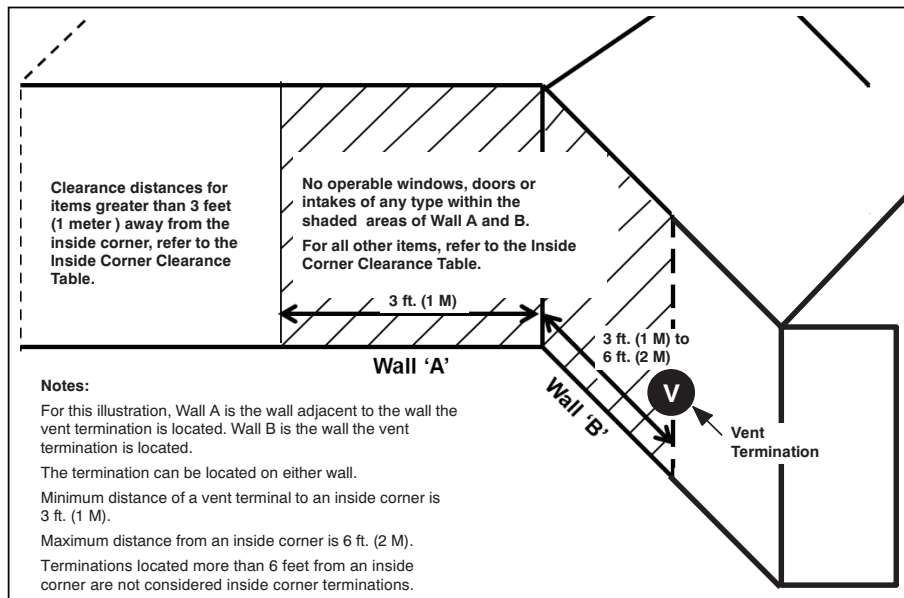 Clearance distances for
items greater than 3 feet
(1 meter ) away from the
inside corner, refer to the
Inside Corner Clearance
Table.
No operable windows, doors or
intakes of any type within the
shaded areas of Wall A and B.
For all other items, refer to the Inside
Corner Clearance Table.
3 ft. (1 M)
3 ft. (1 M) to
6 ft. (2 M)
Wall ‘A’
Wall ‘B’
V
Vent
Termination
Notes:
For this illustration, Wall A is the wall adjacent to the wall the
vent termination is located. Wall B is the wall the vent
termination is located.
The termination can be located on either wall.
Minimum distance of a vent terminal to an inside corner is
3 ft. (1 M).
Maximum distance from an inside corner is 6 ft. (2 M).
Terminations located more than 6 feet from an inside
corner are not considered inside corner terminations.